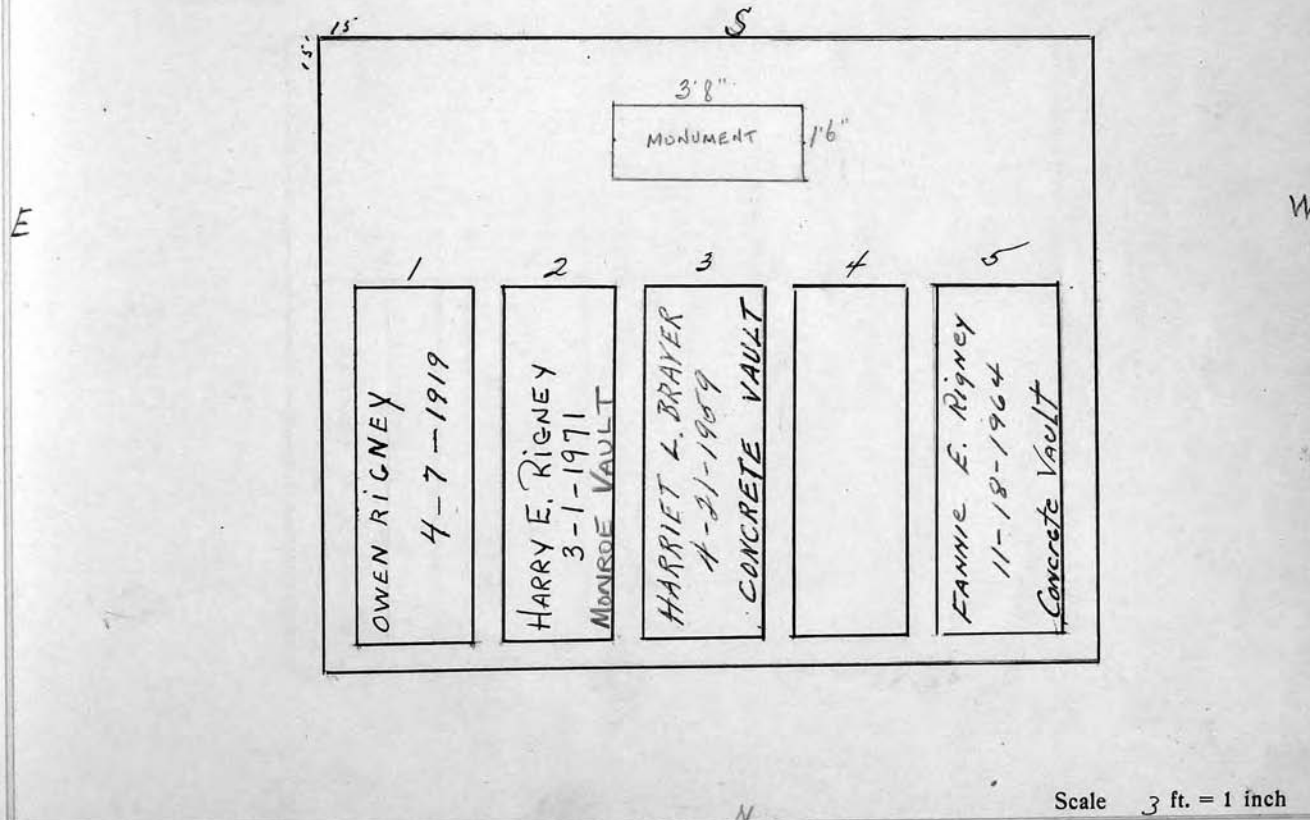 15
15'
S
3'8"
MONUMENT
1'6"
E
W
1
2
3
4
5
OWEN RIGNEY
4-7-1919
HARRY E. RIGNEY
3-1-1971
MONROE VAULT
HARRIET L. BRAVER
4-21-1959
CONCRETE VAULT
FANNIE E. Rigney
11-18-1964
Concrete Vault
N
Scale 3 ft. = 1 inch